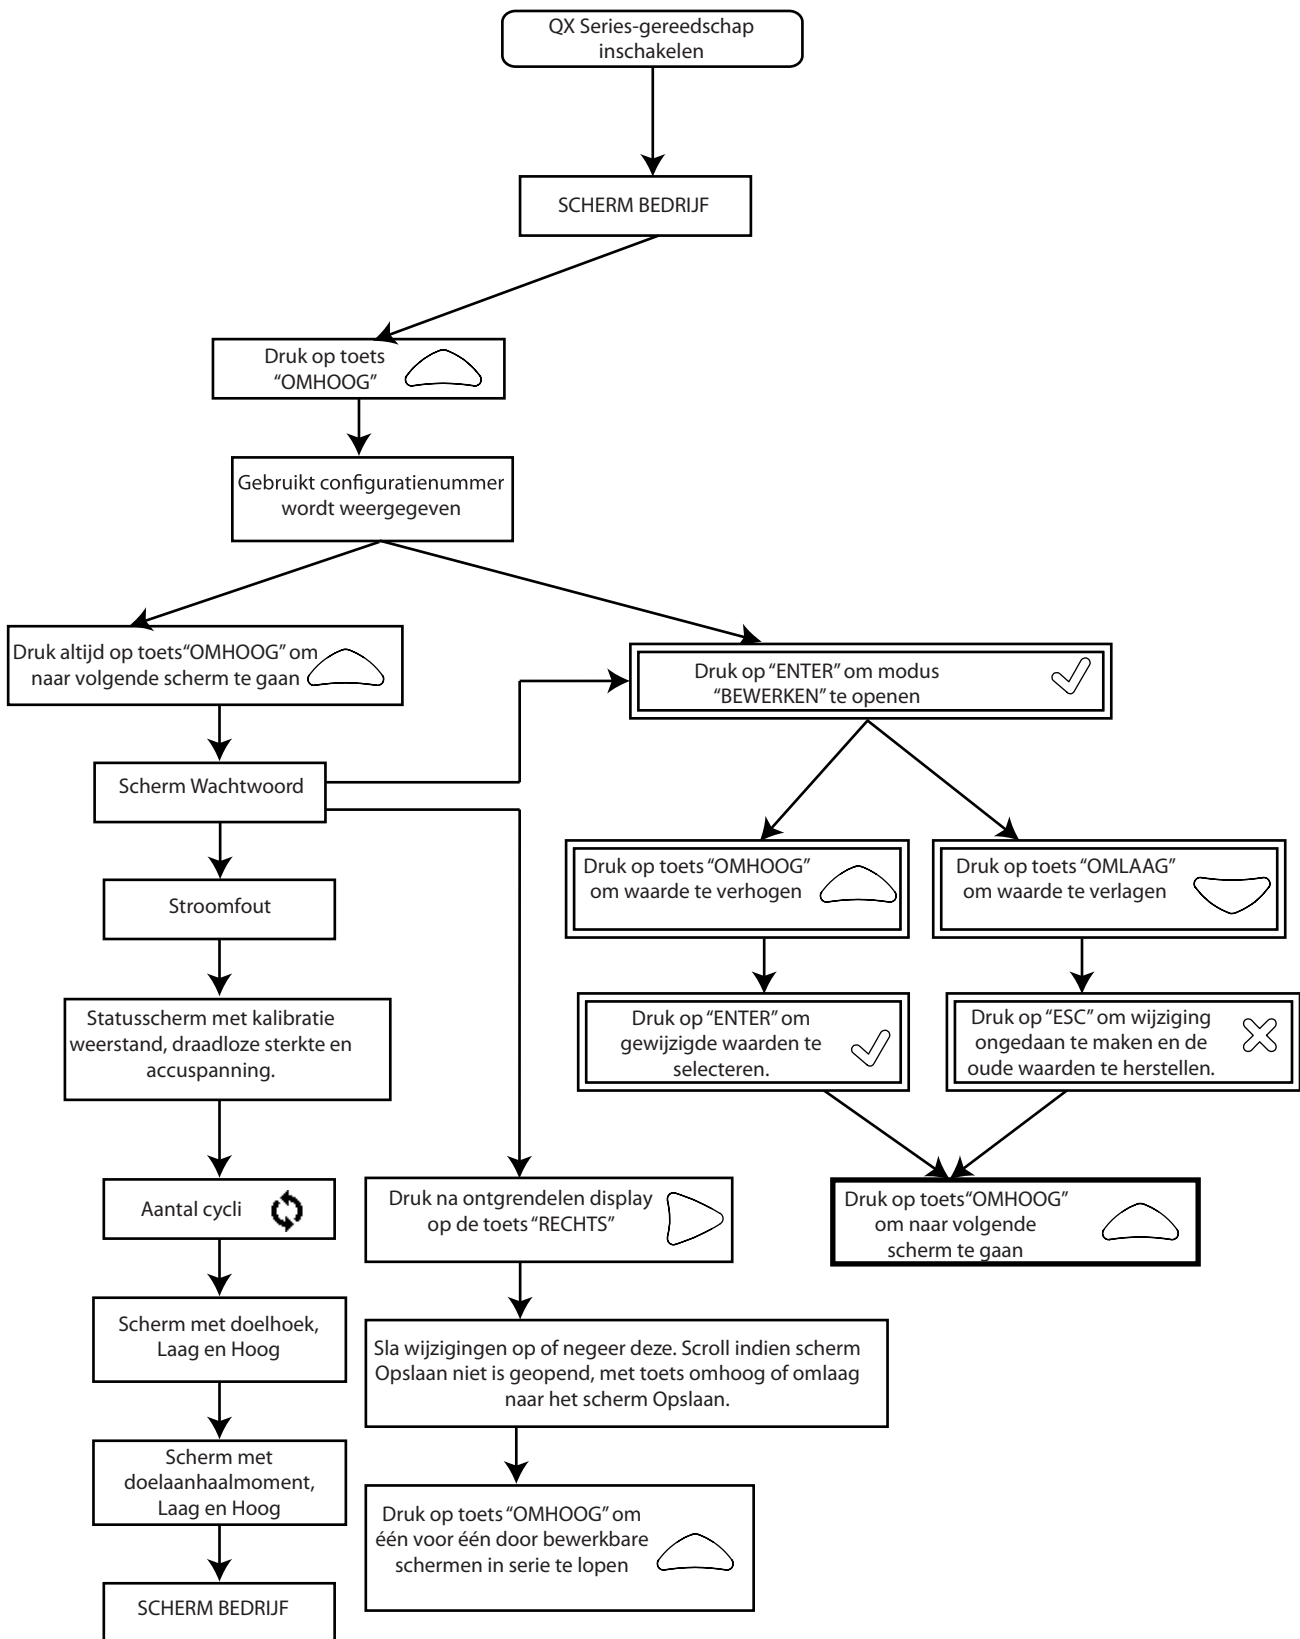 QX Series-gereedschap
inschakelen
SCHERM BEDRIJF
Druk op toets
“OMHOOG”
Gebruikt configuratienummer
wordt weergegeven
Druk altijd op toets“OMHOOG” om
naar volgende scherm te gaan
Druk op “ENTER” om modus
“BEWERKEN” te openen
Scherm Wachtwoord
Druk op toets “OMHOOG”
om waarde te verhogen
Druk op toets “OMLAAG”
om waarde te verlagen
Stroomfout
Statusscherm met kalibratie
weerstand, draadloze sterkte en
accuspanning.
Druk op “ENTER” om
gewijzigde waarden te
selecteren.
Druk op “ESC” om wijziging
ongedaan te maken en de
oude waarden te herstellen.
Aantal cycli
Druk na ontgrendelen display
op de toets “RECHTS”
Druk op toets“OMHOOG”
om naar volgende
scherm te gaan
Scherm met doelhoek,
Laag en Hoog
Sla wijzigingen op of negeer deze. Scroll indien scherm
Opslaan niet is geopend, met toets omhoog of omlaag
naar het scherm Opslaan.
Scherm met
doelaanhaalmoment,
Laag en Hoog
Druk op toets “OMHOOG” om
één voor één door bewerkbare
schermen in serie te lopen
SCHERM BEDRIJF